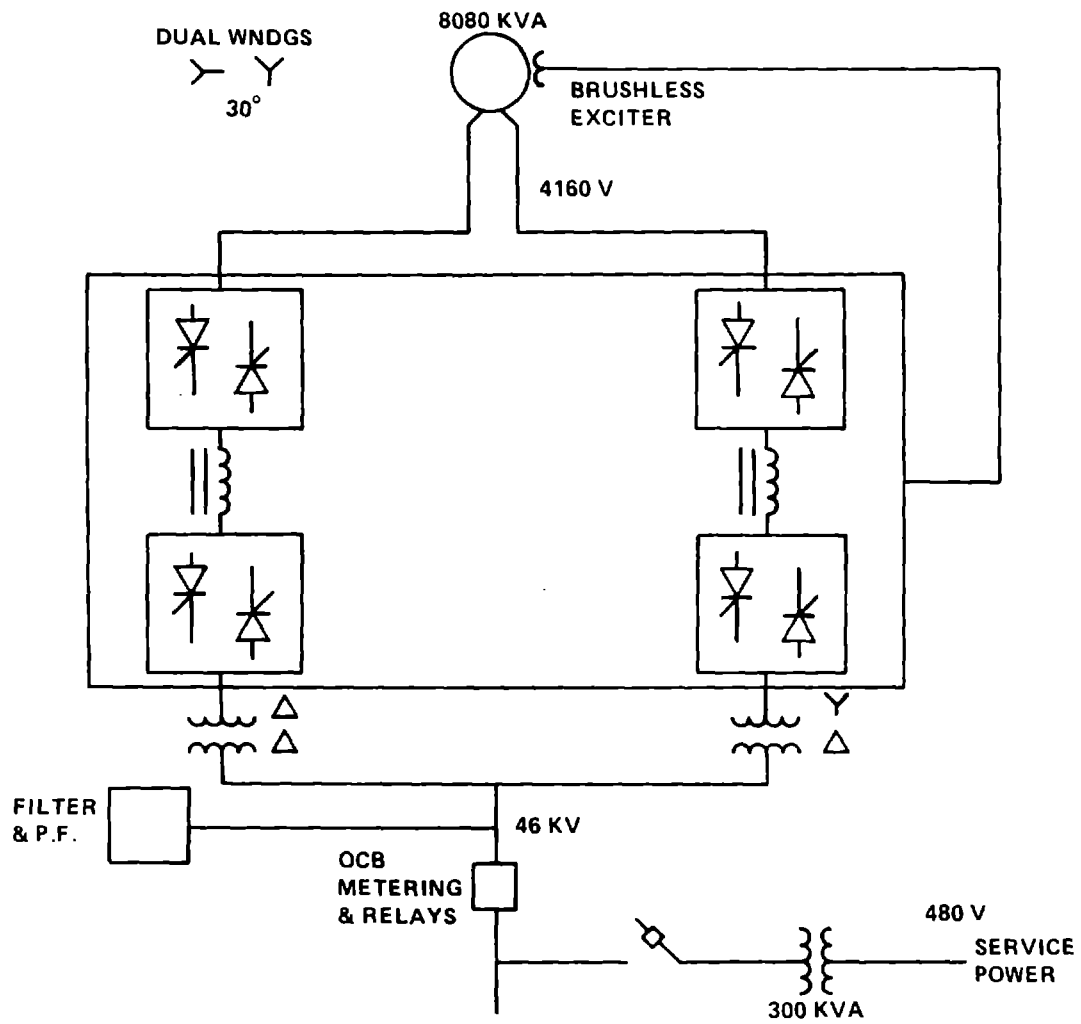 8080 KVA
DUAL WNDGS
30°
BRUSHLESS
EXCITER
4160 V
FILTER
& P.F.
46 KV
OCB
METERING
& RELAYS
480 V
SERVICE
POWER
300 KVA